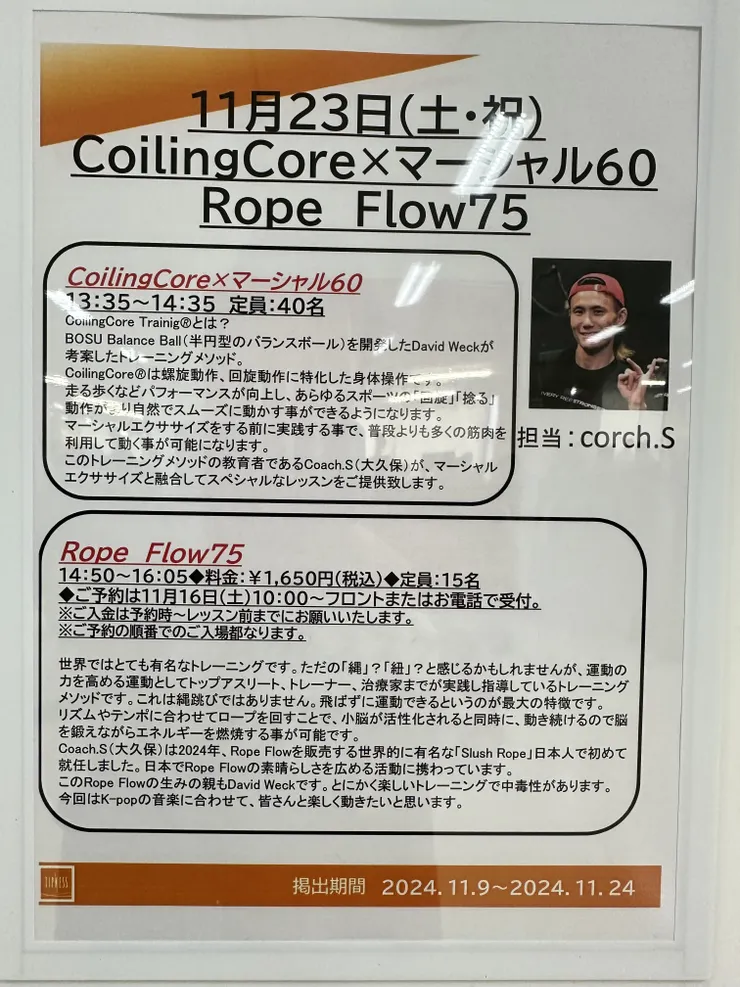 11月23日(土・祝)
CoilingCore×マーシャル60
Rope Flow75
CoilingCore×マーシャル60
13:35～14:35 定員:40名
CoilingCore Trainig®とは？
BOSU Balance Ball(半円型のバランスボール)を開発したDavid Weckが
考案したトレーニングメソッド。
CoilingCore®は螺旋動作、回旋動作に特化した身体操作です。
走る歩くなどパフォーマンスが向上し、あらゆるスポーツの「回旋」「捻る」
動作がより自然でスムーズに動かす事ができるようになります。
マーシャルエクササイズをする前に実践する事で、普段よりも多くの筋肉を
利用して動く事が可能になります。
このトレーニングメソッドの教育者であるCoach.S(大久保)が、マーシャル
エクササイズと融合してスペシャルなレッスンをご提供致します。
担当:corch.S
Rope Flow75
14:50～16:05◆料金:￥1,650円(税込)◆定員:15名
◆ご予約は11月16日(土)10:00～フロントまたはお電話で受付。
※ご入金は予約時～レッスン前までにお願いいたします。
※ご予約の順番でのご入場都なります。
世界ではとても有名なトレーニングです。ただの「縄」？「紐」？と感じるかもしれませんが、運動の
力を高める運動としてトップアスリート、トレーナー、治療家までが実践し指導しているトレーニング
メソッドです。これは縄跳びではありません。飛ばずに運動できるというのが最大の特徴です。
リズムやテンポに合わせてロープを回すことで、小脳が活性化されると同時に、動き続けるので脳
を鍛えながらエネルギーを燃焼する事が可能です。
Coach.S(大久保)は2024年、Rope Flowを販売する世界的に有名な「Slush Rope」日本人で初めて
就任しました。日本でRope Flowの素晴らしさを広める活動に携わっています。
このRope Flowの生みの親もDavid Weckです。とにかく楽しいトレーニングで中毒性があります。
今回はK-popの音楽に合わせて、皆さんと楽しく動きたいと思います。
TIPNESS
掲出期間 2024.11.9～2024.11.24